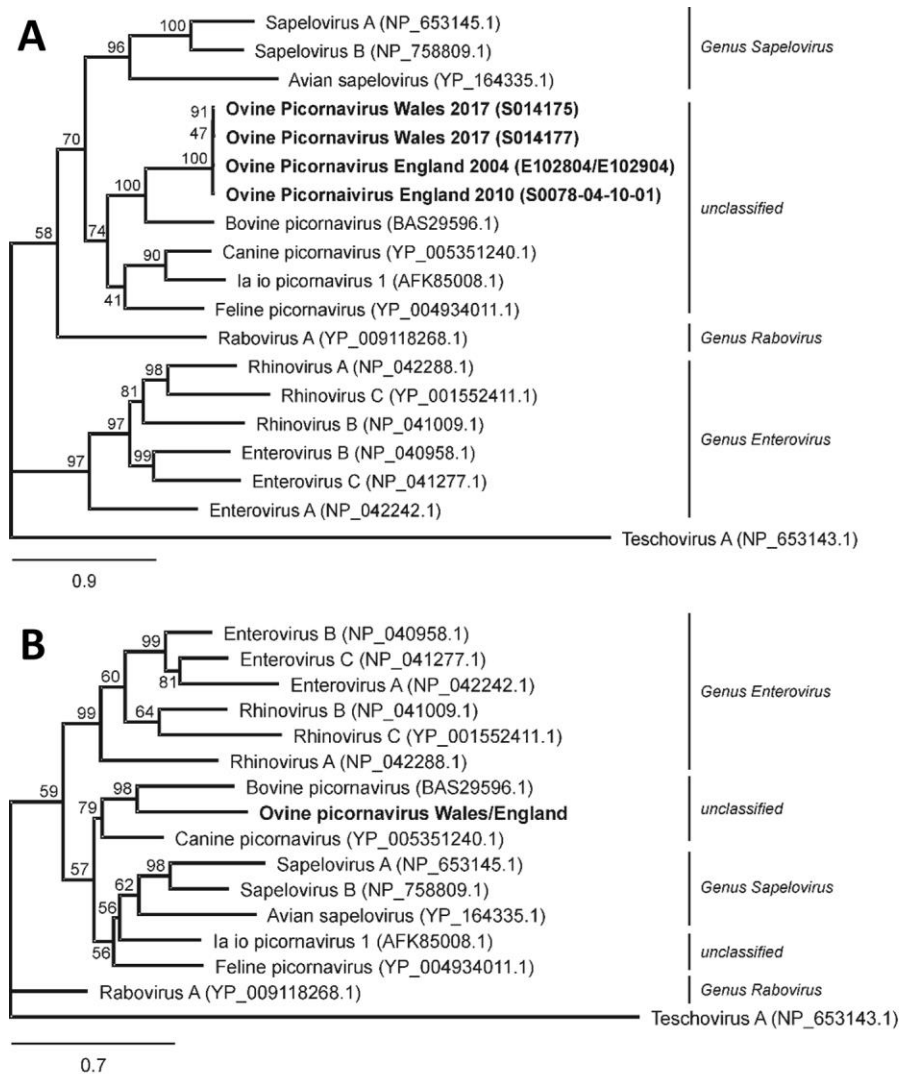 A
100
Sapelovirus A (NP_653145.1)
96
Sapelovirus B (NP_758809.1)
Genus Sapelovirus
Avian sapelovirus (YP_164335.1)
70
91
Ovine Picornavirus Wales 2017 (S014175)
47
Ovine Picornavirus Wales 2017 (S014177)
100
Ovine Picornavirus England 2004 (E102804/E102904)
100
Ovine Picornaivirus England 2010 (S0078-04-10-01)
unclassified
58
74
Bovine picornavirus (BAS29596.1)
90
Canine picornavirus (YP_005351240.1)
Ia io picornavirus 1 (AFK85008.1)
41
Feline picornavirus (YP_004934011.1)
Rabovirus A (YP_009118268.1)
Genus Rabovirus
98
Rhinovirus A (NP_042288.1)
81
Rhinovirus C (YP_001552411.1)
97
Rhinovirus B (NP_041009.1)
Genus Enterovirus
99
Enterovirus B (NP_040958.1)
97
Enterovirus C (NP_041277.1)
Enterovirus A (NP_042242.1)
Teschovirus A (NP_653143.1)
0.9
B
99
Enterovirus B (NP_040958.1)
Enterovirus C (NP_041277.1)
60
81
Enterovirus A (NP_042242.1)
Genus Enterovirus
99
64
Rhinovirus B (NP_041009.1)
Rhinovirus C (YP_001552411.1)
Rhinovirus A (NP_042288.1)
59
98
Bovine picornavirus (BAS29596.1)
79
Ovine picornavirus Wales/England
unclassified
Canine picornavirus (YP_005351240.1)
57
98
Sapelovirus A (NP_653145.1)
62
Sapelovirus B (NP_758809.1)
Genus Sapelovirus
56
Avian sapelovirus (YP_164335.1)
Ia io picornavirus 1 (AFK85008.1)
unclassified
56
Feline picornavirus (YP_004934011.1)
Rabovirus A (YP_009118268.1)
Genus Rabovirus
Teschovirus A (NP_653143.1)
0.7